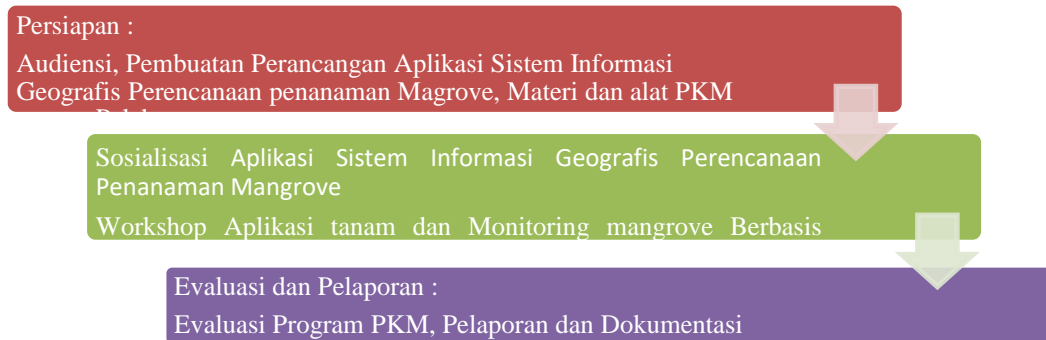 Persiapan :
Audiensi, Pembuatan Perancangan Aplikasi Sistem Informasi
Geografis Perencanaan penanaman Magrove, Materi dan alat PKM
Sosialisasi Aplikasi Sistem Informasi Geografis Perencanaan
Penanaman Mangrove
Workshop Aplikasi tanam dan Monitoring mangrove Berbasis
Evaluasi dan Pelaporan :
Evaluasi Program PKM, Pelaporan dan Dokumentasi